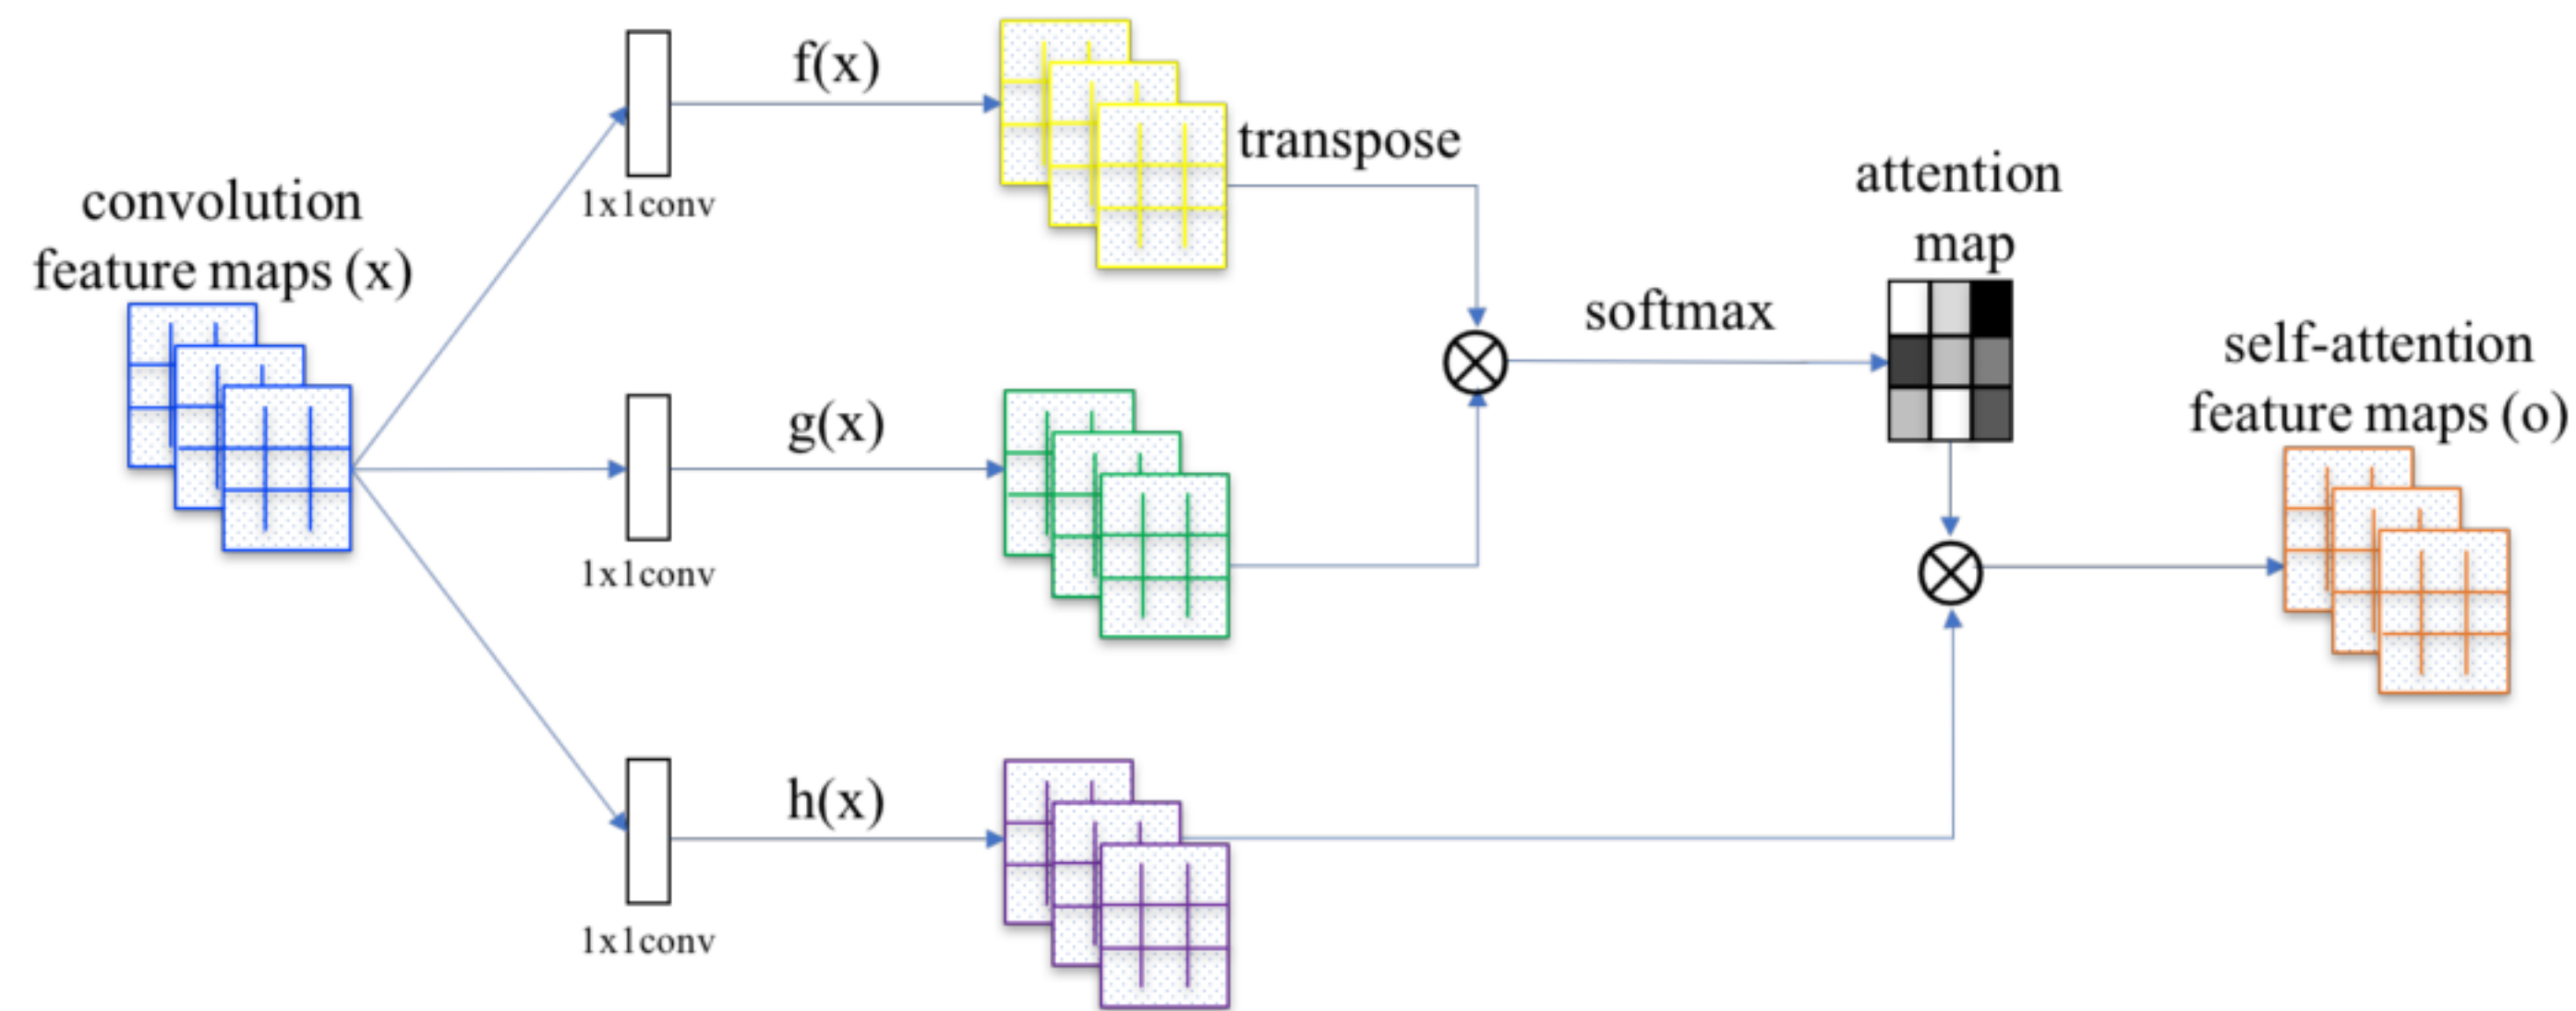 convolution
feature maps (x)
1x1conv
f(x)
transpose
1x1conv
g(x)
1x1conv
h(x)
softmax
attention
map
self-attention
feature maps (o)